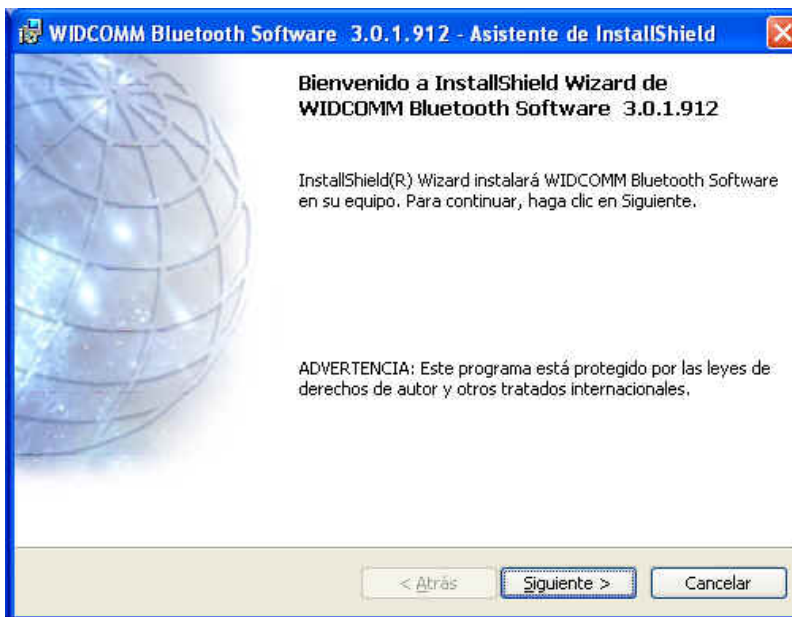 WIDCOMM Bluetooth Software 3.0.1.912 - Asistente de InstallShield
Bienvenido a InstallShield Wizard de
WIDCOMM Bluetooth Software 3.0.1.912
InstallShield(R) Wizard instalará WIDCOMM Bluetooth Software
en su equipo. Para continuar, haga clic en Siguiente.
ADVERTENCIA: Este programa está protegido por las leyes de
derechos de autor y otros tratados internacionales.
< Atrás Siguiente > Cancelar